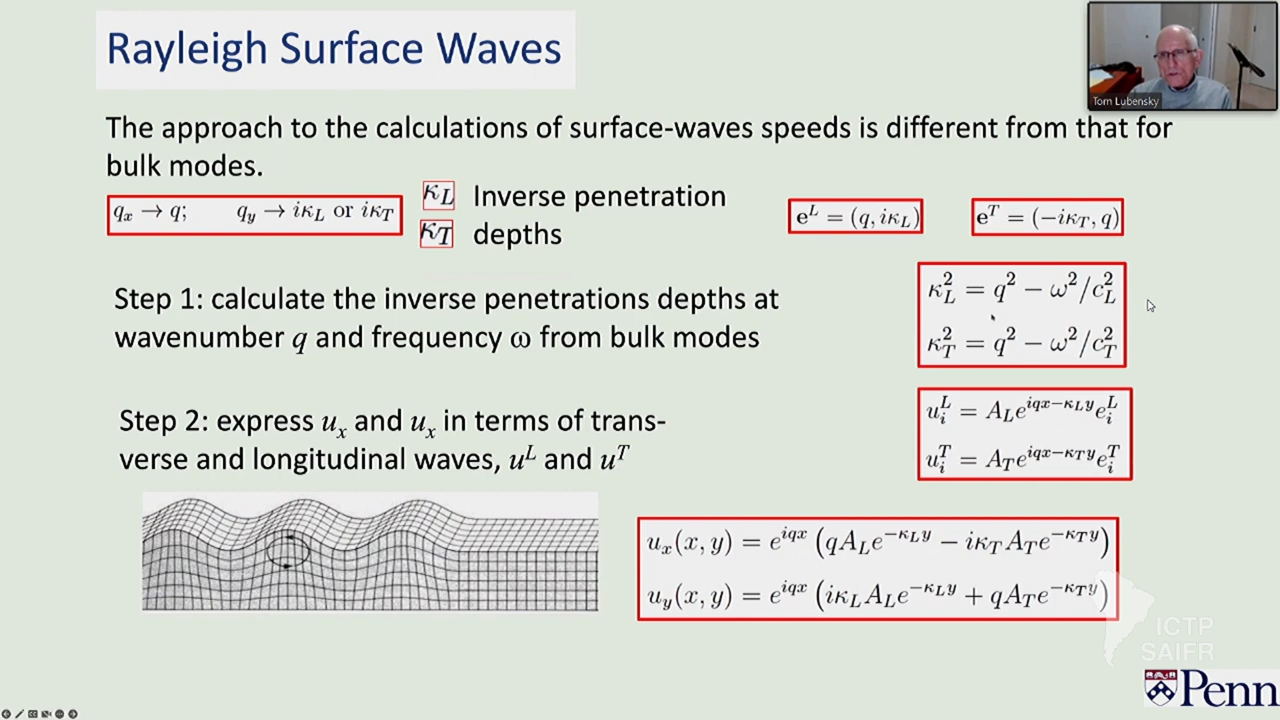 Rayleigh Surface Waves
Tom Lubensky
The approach to the calculations of surface-waves speeds is different from that for
bulk modes.
q_x → q; q_y → iκ_L or iκ_T
κ_L Inverse penetration
κ_T depths
e^L = (q, iκ_L)
e^T = (−iκ_T, q)
Step 1: calculate the inverse penetrations depths at
wavenumber q and frequency ω from bulk modes
κ_L^2 = q^2 − ω^2/c_L^2
κ_T^2 = q^2 − ω^2/c_T^2
Step 2: express u_x and u_x in terms of trans-
verse and longitudinal waves, u^L and u^T
u_i^L = A_L e^{iqx−κ_L y} e_i^L
u_i^T = A_T e^{iqx−κ_T y} e_i^T
u_x(x, y) = e^{iqx} (qA_L e^{−κ_L y} − iκ_T A_T e^{−κ_T y})
u_y(x, y) = e^{iqx} (iκ_L A_L e^{−κ_L y} + qA_T e^{−κ_T y})
ICTP
SAIFR
Penn